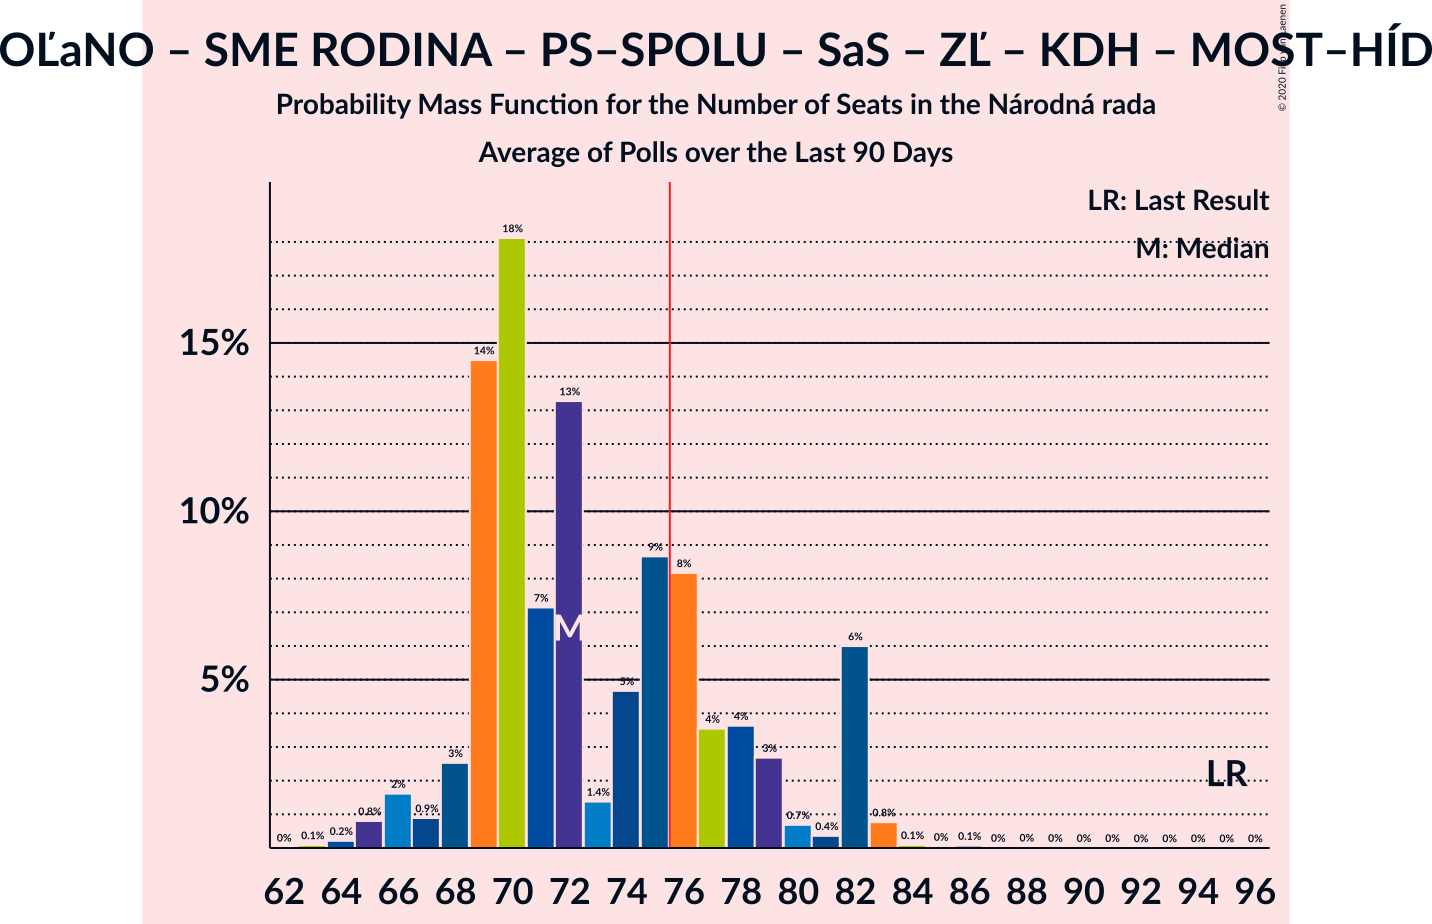 OĽaNO – SME RODINA – PS–SPOLU – SaS – ZĽ – KDH – MOST–HÍD
Probability Mass Function for the Number of Seats in the Národná rada
Average of Polls over the Last 90 Days
LR: Last Result
M: Median
18%
15%
14%
13%
10%
9%
8%
7%
M
6%
5%
5%
4%
4%
3%
3%
LR
2%
1.4%
0.9%
0.8%
0.8%
0.7%
0.4%
0% 0.1% 0.2% 0.1% 0% 0.1% 0% 0% 0% 0% 0% 0% 0% 0% 0% 0%
62 64 66 68 70 72 74 76 78 80 82 84 86 88 90 92 94 96